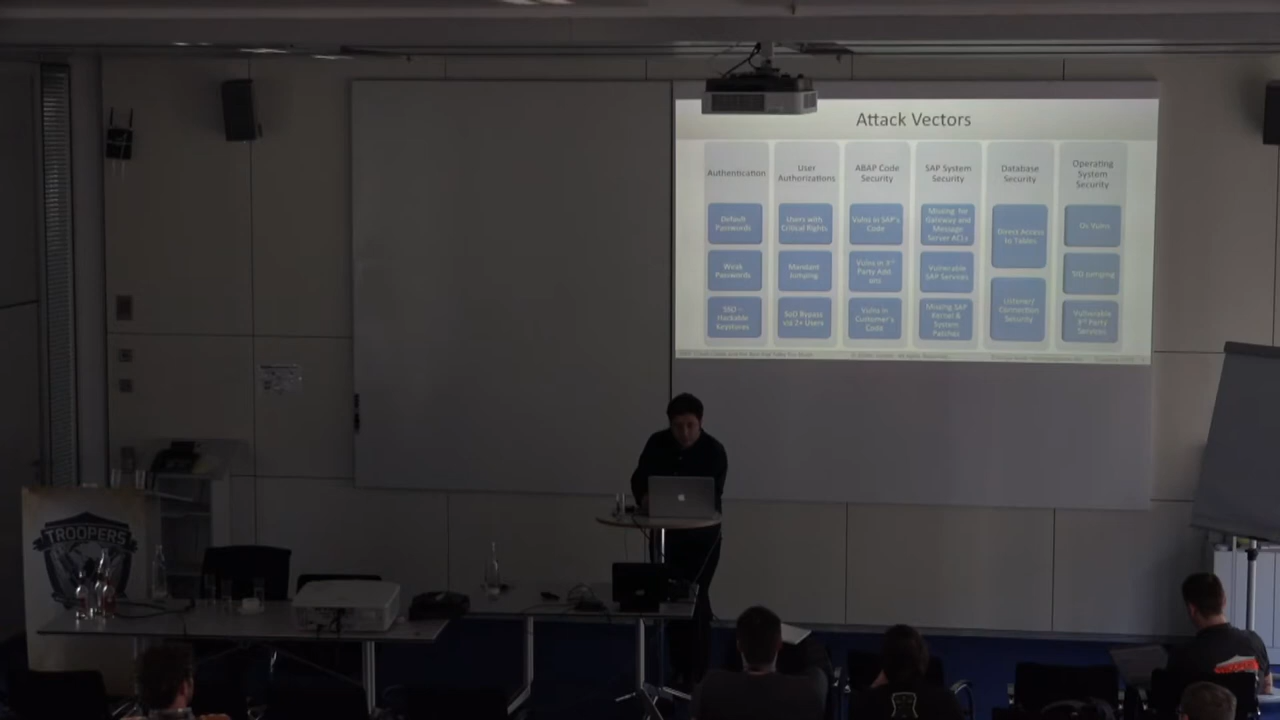 Attack Vectors
Authentication
Default
Passwords
Weak
Passwords
SSO –
Hackable
Keystores
User
Authorizations
Users with
Critical Rights
Mandant
Jumping
SoD Bypass
via 2+ Users
ABAP Code
Security
Vulns in SAP's
Code
Vulns in 3rd
Party Add-
ons
Vulns in
Customer's
Code
SAP System
Security
Missing
Gateway and
Message
Server ACLs
Vulnerable
SAP Services
Missing SAP
Kernel &
System
Patches
Database
Security
Direct Access
to Tables
Listener/
Connection
Security
Operating
System
Security
OS Vulns
SID Jumping
Vulnerable
3rd Party
Services
TROOPERS